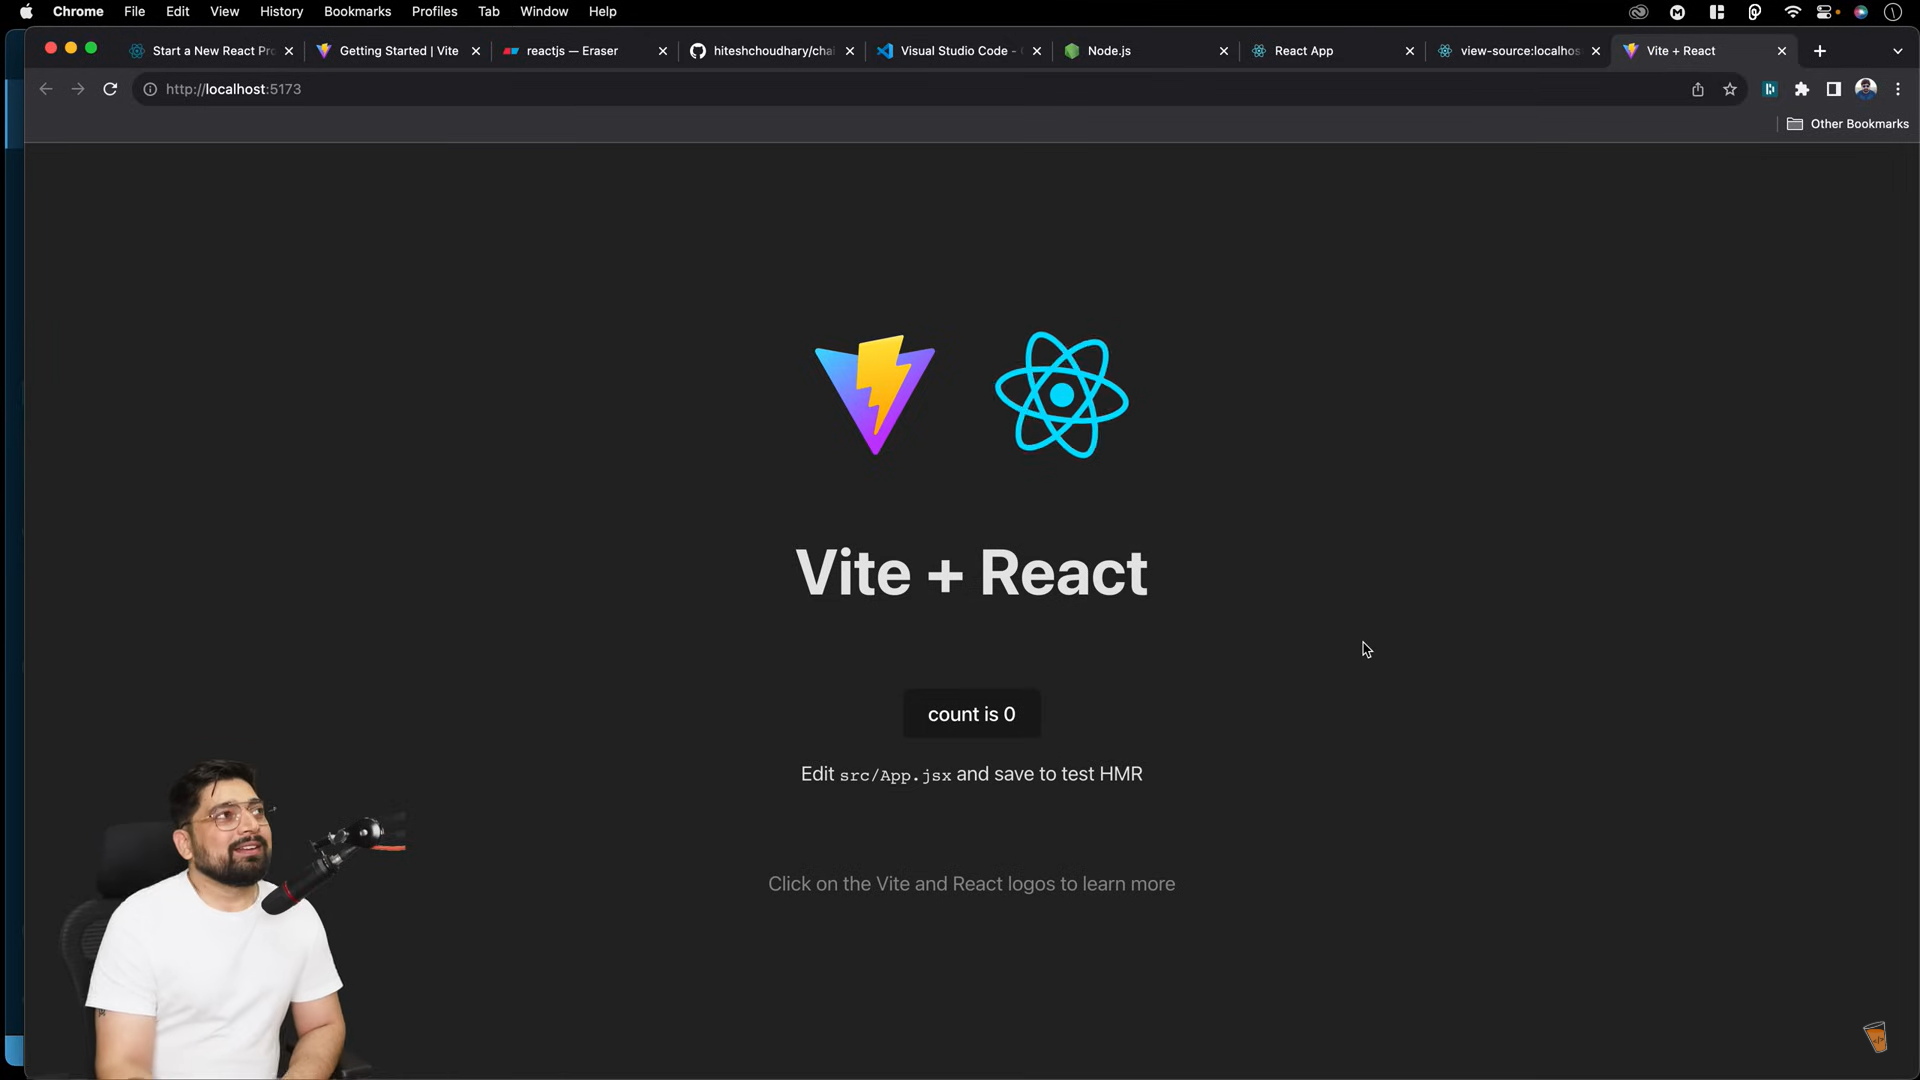 Chrome File Edit View History Bookmarks Profiles Tab Window Help
Start a New React Pro
Getting Started | Vite
reactjs — Eraser
hiteshchoudhary/chai
Visual Studio Code -
Node.js
React App
view-source:localhos
Vite + React
http://localhost:5173
Other Bookmarks
Vite + React
count is 0
Edit src/App.jsx and save to test HMR
Click on the Vite and React logos to learn more